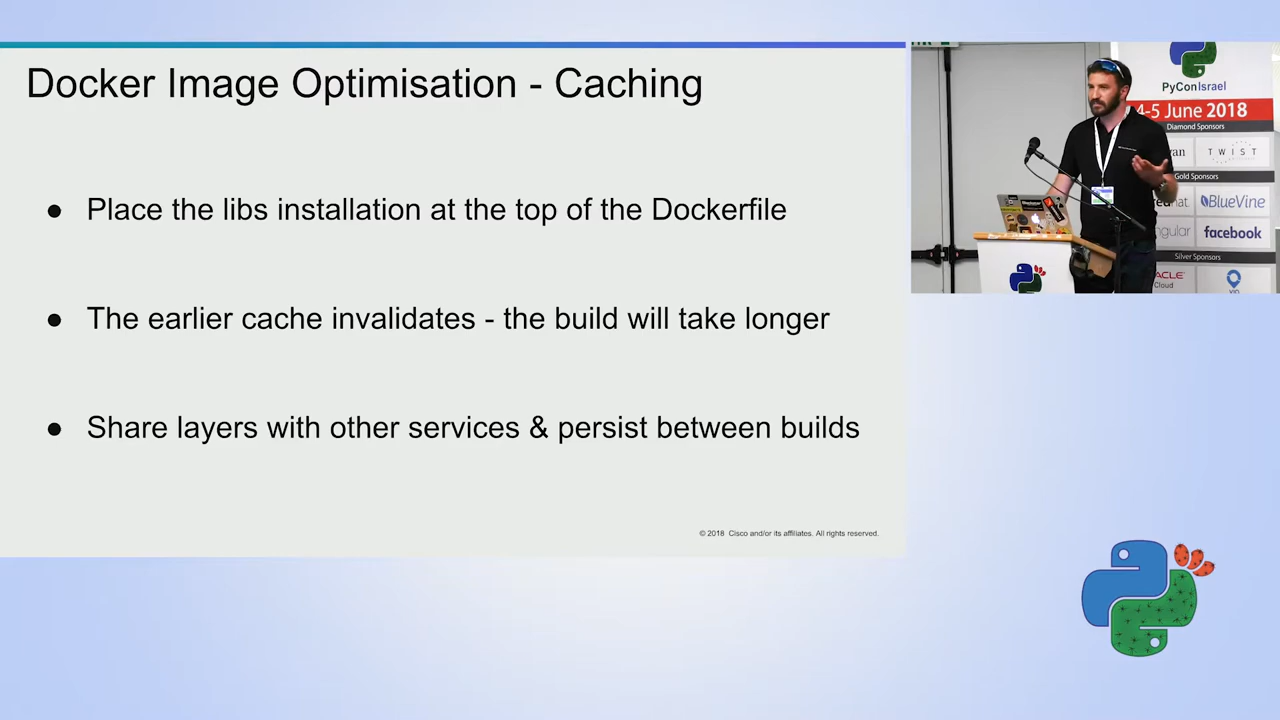 Docker Image Optimisation - Caching
● Place the libs installation at the top of the Dockerfile
● The earlier cache invalidates - the build will take longer
● Share layers with other services & persist between builds
© 2018 Cisco and/or its affiliates. All rights reserved.
PyConIsrael
4-5 June 2018
Diamond Sponsors
TWIST
Gold Sponsors
BlueVine
facebook
Silver Sponsors
Cloud